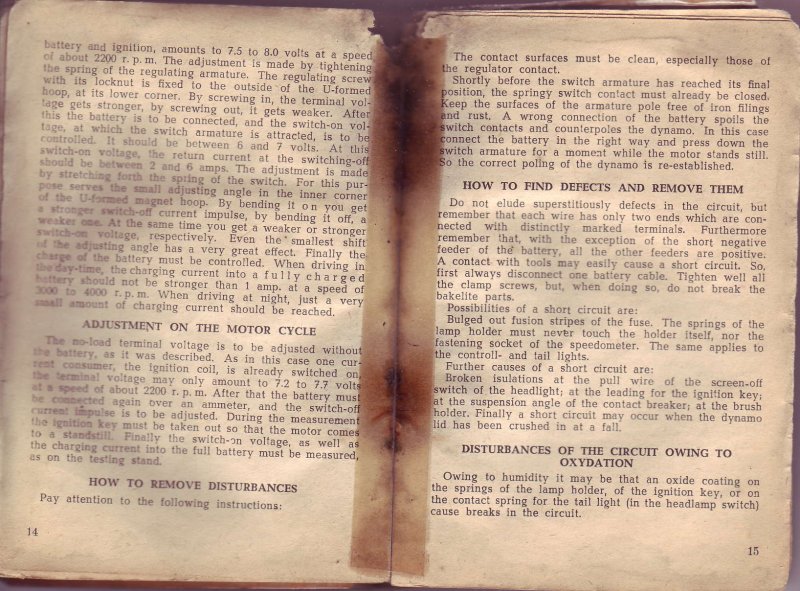 battery and ignition, amounts to 7.5 to 8.0 volts at a speed
of about 2200 r. p. m. The adjustment is made by tightening
the spring of the regulating armature. The regulating screw
with its locknut is fixed to the outside of the U-formed
hoop, at its lower corner. By screwing in, the terminal vol-
tage gets stronger, by screwing out, it gets weaker. After
this the battery is to be connected, and the switch-on vol-
tage, at which the switch armature is attracted, is to be
controlled. It should be between 6 and 7 volts. At this
switch-on voltage, the return current at the switching-off
should be between 2 and 6 amps. The adjustment is made
by stretching forth the spring of the switch. For this pur-
pose serves the small adjusting angle in the inner corner
of the U-formed magnet hoop. By bending it on you get
a stronger switch-off current impulse, by bending it off, a
weaker one. At the same time you get a weaker or stronger
switch-on voltage, respectively. Even the smallest shift
of the adjusting angle has a very great effect. Finally the
charge of the battery must be controlled. When driving in
the day-time, the charging current into a fully charged
battery should not be stronger than 1 amp. at a speed of
3000 to 4000 r. p. m. When driving at night, just a very
small amount of charging current should be reached.
ADJUSTMENT ON THE MOTOR CYCLE
The no-load terminal voltage is to be adjusted without
the battery, as it was described. As in this case one cur-
rent consumer, the ignition coil, is already switched on,
the terminal voltage may only amount to 7.2 to 7.7 volts
at a speed of about 2200 r. p. m. After that the battery must
be connected again over an ammeter, and the switch-off
current impulse is to be adjusted. During the measurement
the ignition key must be taken out so that the motor comes
to a standstill. Finally the switch-on voltage, as well as
the charging current into the full battery must be measured,
as on the testing stand.
HOW TO REMOVE DISTURBANCES
Pay attention to the following instructions:
14
The contact surfaces must be clean, especially those of
the regulator contact.
Shortly before the switch armature has reached its final
position, the springy switch contact must already be closed.
Keep the surfaces of the armature pole free of iron filings
and rust. A wrong connection of the battery spoils the
switch contacts and counterpoles the dynamo. In this case
connect the battery in the right way and press down the
switch armature for a moment while the motor stands still.
So the correct poling of the dynamo is re-established.
HOW TO FIND DEFECTS AND REMOVE THEM
Do not elude superstitiously defects in the circuit, but
remember that each wire has only two ends which are con-
nected with distinctly marked terminals. Furthermore
remember that, with the exception of the short negative
feeder of the battery, all the other feeders are positive.
A contact with tools may easily cause a short circuit. So,
first always disconnect one battery cable. Tighten well all
the clamp screws, but, when doing so, do not break the
bakelite parts.
Possibilities of a short circuit are:
Bulged out fusion stripes of the fuse. The springs of the
lamp holder must never touch the holder itself, nor the
fastening socket of the speedometer. The same applies to
the controll- and tail lights.
Further causes of a short circuit are:
Broken isulations at the pull wire of the screen-off
switch of the headlight; at the leading for the ignition key;
at the suspension angle of the contact breaker; at the brush
holder. Finally a short circuit may occur when the dynamo
lid has been crushed in at a fall.
DISTURBANCES OF THE CIRCUIT OWING TO
OXYDATION
Owing to humidity it may be that an oxide coating on
the springs of the lamp holder, of the ignition key, or on
the contact spring for the tail light (in the headlamp switch)
cause breaks in the circuit.
15